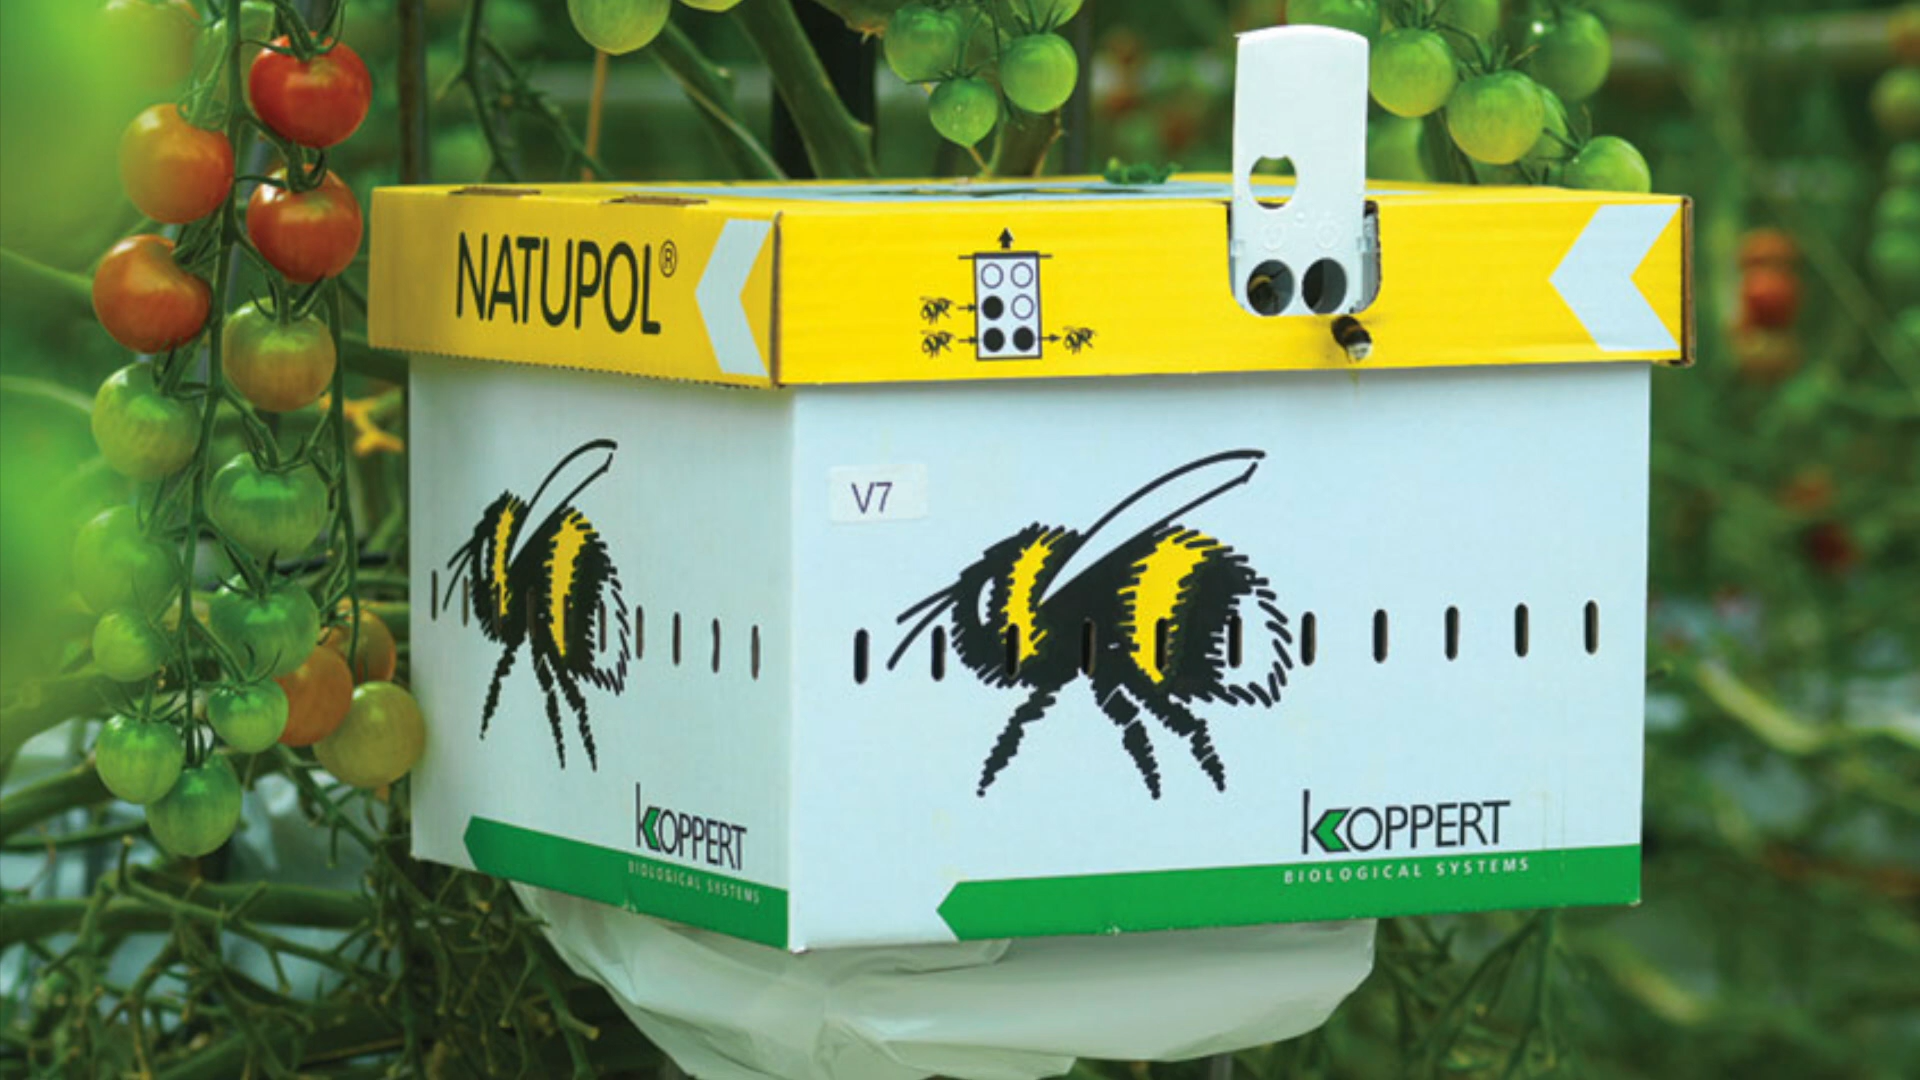 NATUPOL®
V7
KOPPERT
BIOLOGICAL SYSTEMS
KOPPERT
BIOLOGICAL SYSTEMS